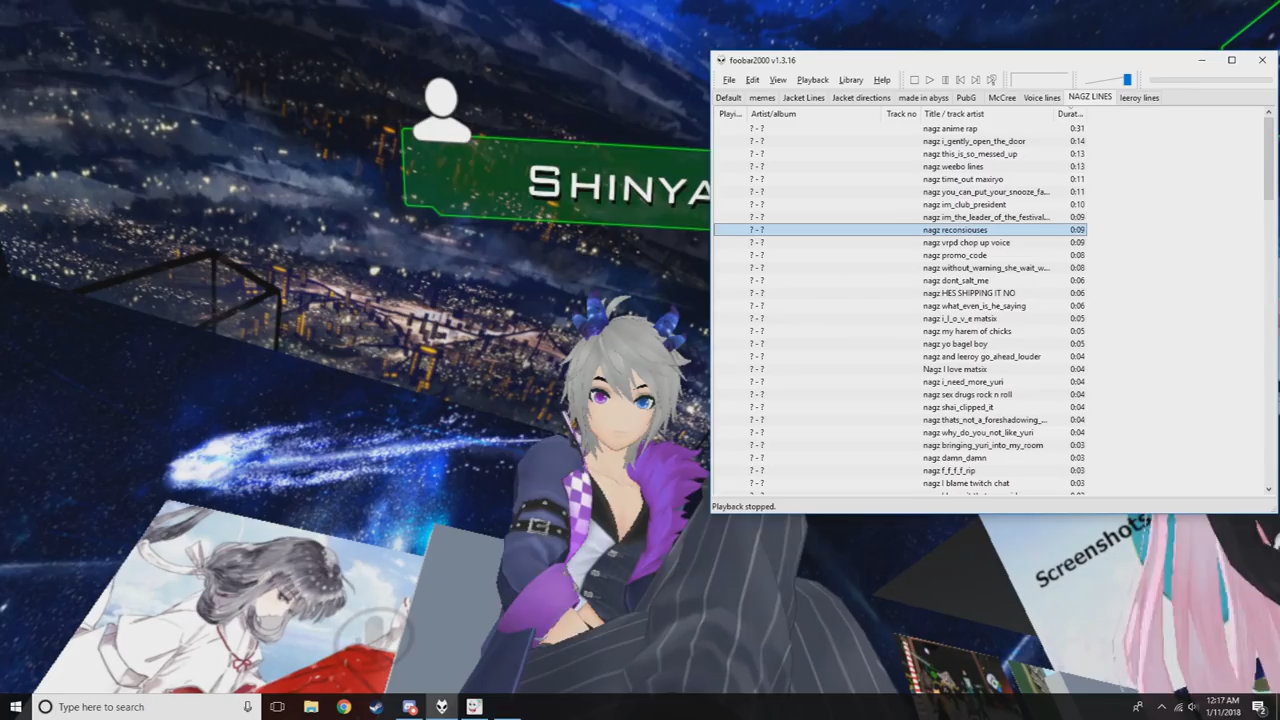 foobar2000 v1.3.16
File Edit View Playback Library Help
Default memes Jacket Lines Jacket directions made in abyss PubG McCree Voice lines NAGZ LINES leeroy lines
Playi... Artist/album Track no Title / track artist Durat...
? - ? nagz anime rap 0:31
? - ? nagz i_gently_open_the_door 0:14
? - ? nagz this_is_so_messed_up 0:13
? - ? nagz weebo lines 0:13
? - ? nagz time_out maxiryo 0:11
? - ? nagz you_can_put_your_snooze_fa... 0:11
? - ? nagz im_club_president 0:10
? - ? nagz im_the_leader_of_the_festival... 0:09
? - ? nagz reconsiouses 0:09
? - ? nagz vrpd chop up voice 0:09
? - ? nagz promo_code 0:08
? - ? nagz without_warning_she_wait_w... 0:08
? - ? nagz dont_salt_me 0:06
? - ? nagz HES SHIPPING IT NO 0:06
? - ? nagz what_even_is_he_saying 0:06
? - ? nagz i_l_o_v_e matsix 0:05
? - ? nagz my harem of chicks 0:05
? - ? nagz yo bagel boy 0:05
? - ? nagz and leeroy go_ahead_louder 0:04
? - ? Nagz I love matsix 0:04
? - ? nagz i_need_more_yuri 0:04
? - ? nagz sex drugs rock n roll 0:04
? - ? nagz shai_clipped_it 0:04
? - ? nagz thats_not_a_foreshadowing_... 0:04
? - ? nagz why_do_you_not_like_yuri 0:04
? - ? nagz bringing_yuri_into_my_room 0:03
? - ? nagz damn_damn 0:03
? - ? nagz f_f_f_f_rip 0:03
? - ? nagz I blame twitch chat 0:03
Playback stopped.
SHINYA
Screenshots
Type here to search
12:17 AM
1/11/2018
2